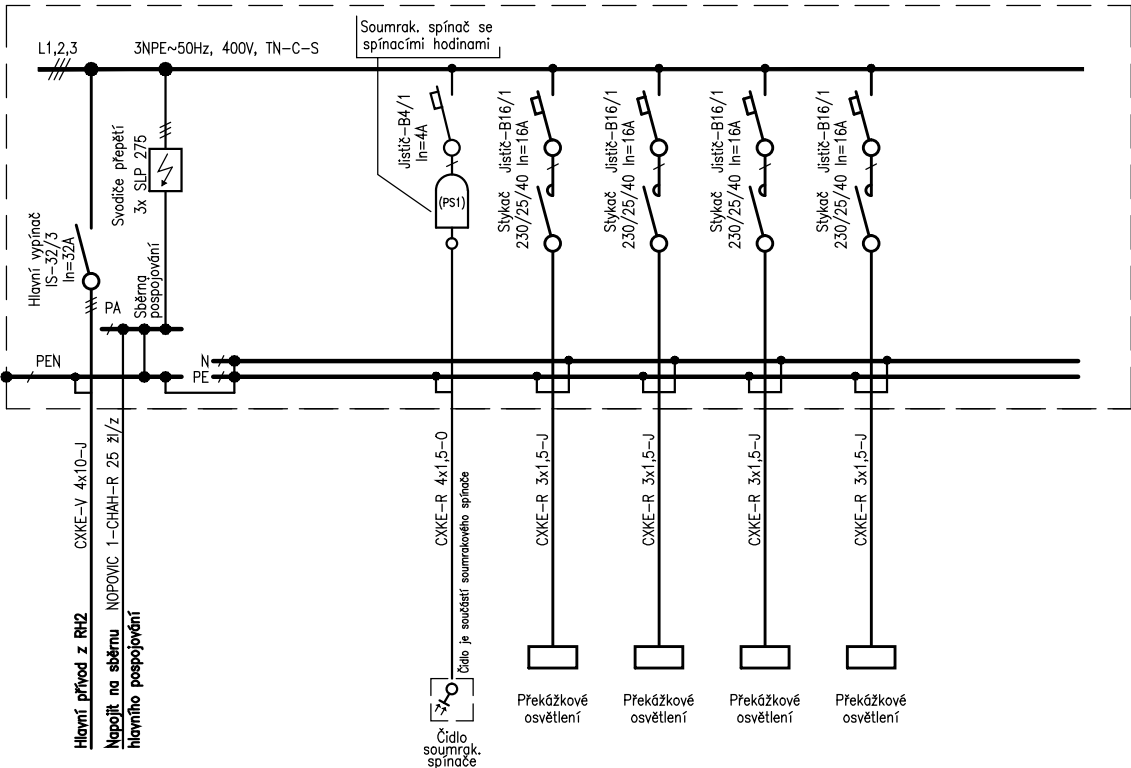 L1,2,3
3NPE~50Hz, 400V, TN-C-S
Soumrak. spínač se
spínacími hodinami
Hlavní vypínač
IS-32/3
In=32A
Svodiče přepětí
3x SLP 275
Jistič-B4/1
In=4A
(PS1)
Jistič-B16/1
In=16A
Stykač
230/25/40
Jistič-B16/1
In=16A
Stykač
230/25/40
Jistič-B16/1
In=16A
Stykač
230/25/40
Jistič-B16/1
In=16A
Stykač
230/25/40
PA
Sběrna
pospojování
PEN
N
PE
CXKE-V 4x10-J
Hlavní přívod z RH2
NOPOVIC 1-CHAH-R 25 žl/z
Napojit na sběrnu
hlavního pospojování
CXKE-R 4x1,5-O
Čidlo je součástí soumrakového spínače
CXKE-R 3x1,5-J
CXKE-R 3x1,5-J
CXKE-R 3x1,5-J
CXKE-R 3x1,5-J
Čidlo
soumrak.
spínače
Překážkové
osvětlení
Překážkové
osvětlení
Překážkové
osvětlení
Překážkové
osvětlení